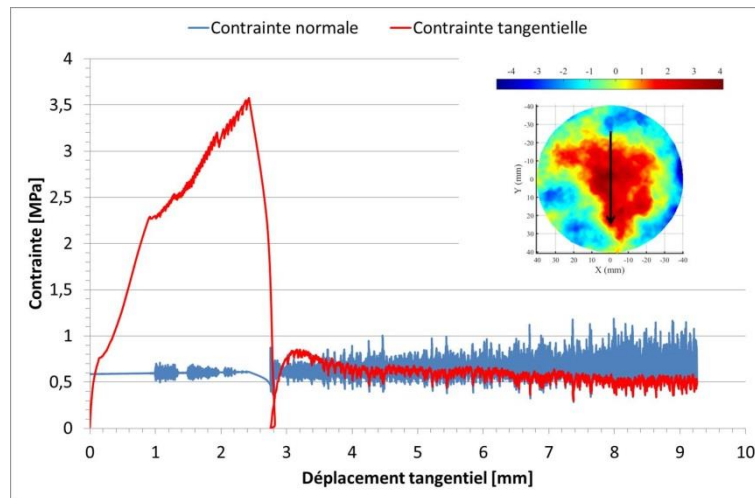 Contrainte normale Contrainte tangentielle
4
3,5
3
2,5
2
1,5
1
0,5
0
Contrainte [MPa]
0 1 2 3 4 5 6 7 8 9 10
Déplacement tangentiel [mm]
-4 -3 -2 -1 0 1 2 3 4
-40
-30
-20
-10
0
10
20
30
40
Y (mm)
40 30 20 10 0 -10 -20 -30 -40
X (mm)